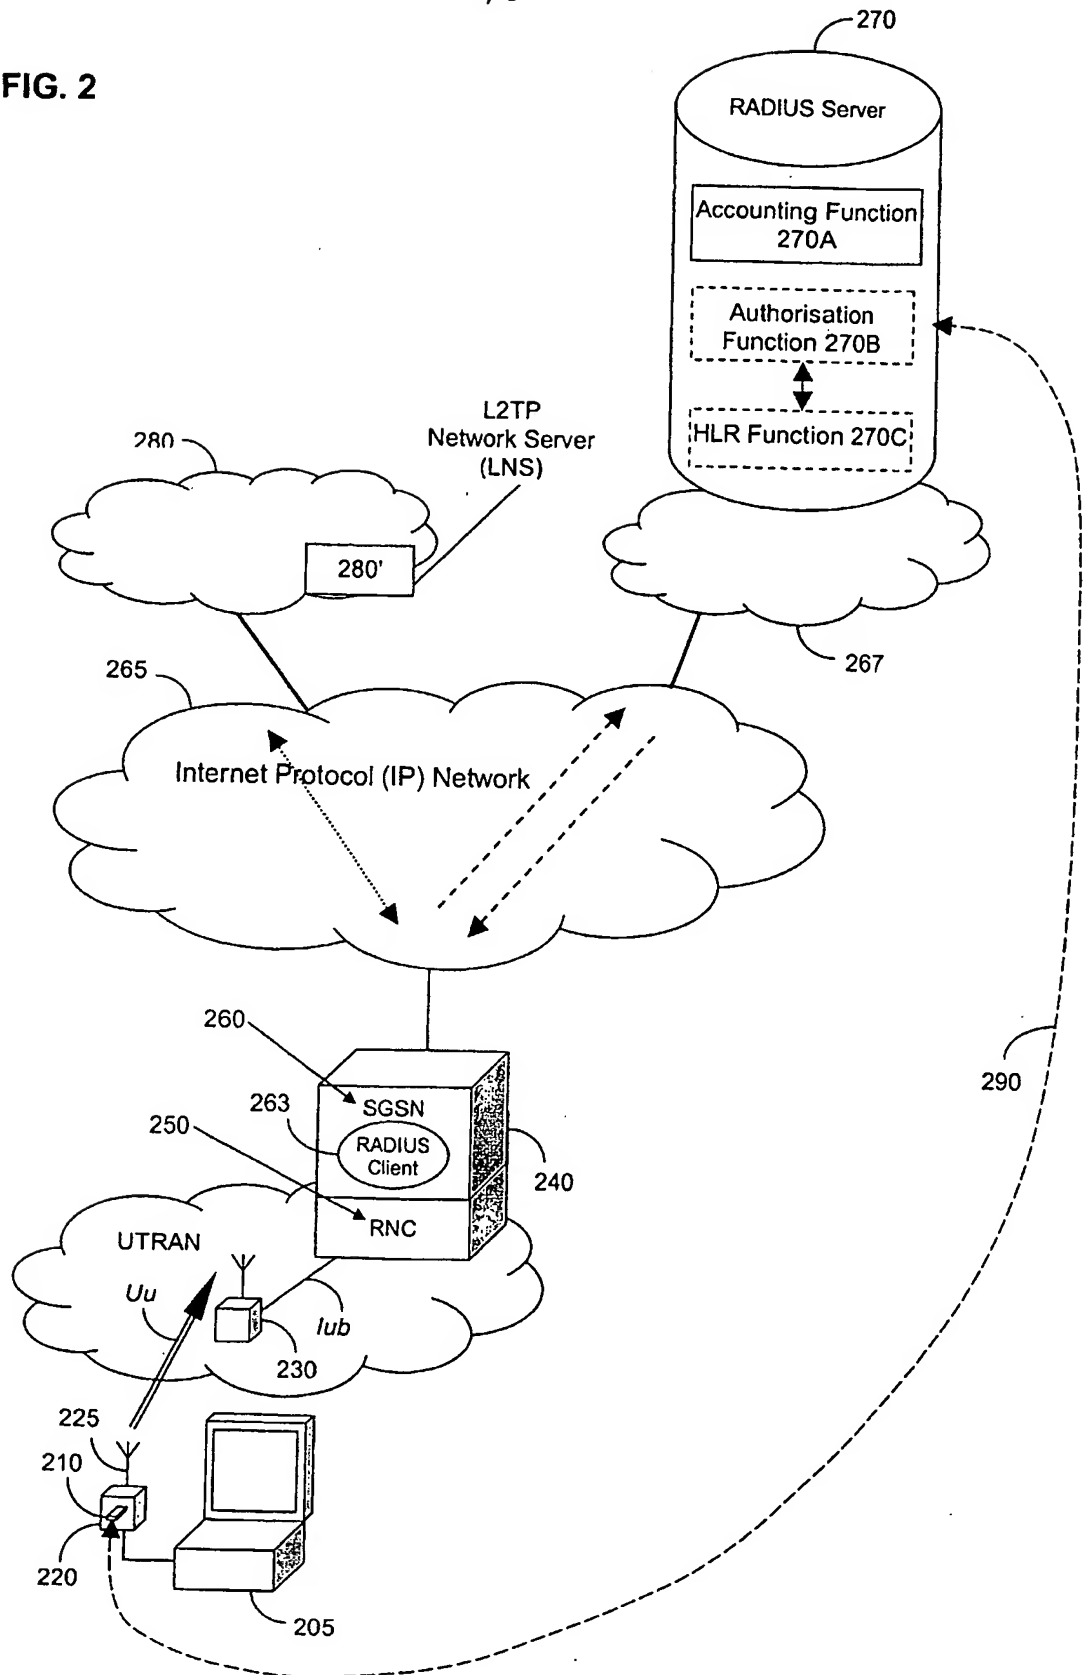 270
FIG. 2
RADIUS Server
Accounting Function
270A
Authorisation
Function 270B
HLR Function 270C
L2TP
Network Server
(LNS)
280
280'
267
265
Internet Protocol (IP) Network
260
SGSN
263
250
RADIUS
Client
240
RNC
290
UTRAN
Uu
Iub
230
225
210
220
205